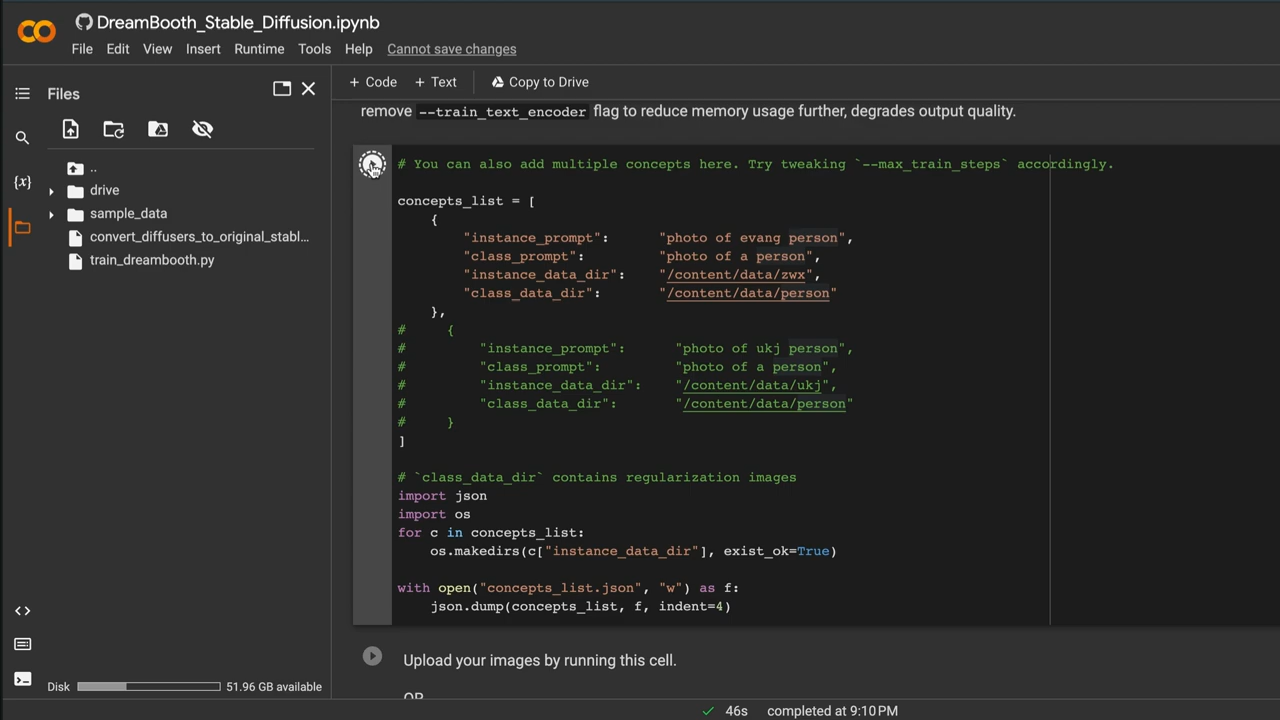 DreamBooth_Stable_Diffusion.ipynb
File Edit View Insert Runtime Tools Help Cannot save changes
Files
+ Code + Text Copy to Drive
remove --train_text_encoder flag to reduce memory usage further, degrades output quality.
..
drive
sample_data
convert_diffusers_to_original_stabl...
train_dreambooth.py
{x}
# You can also add multiple concepts here. Try tweaking `--max_train_steps` accordingly.
concepts_list = [
    {
        "instance_prompt":      "photo of evang person",
        "class_prompt":         "photo of a person",
        "instance_data_dir":    "/content/data/zwx",
        "class_data_dir":       "/content/data/person"
    },
#     {
#         "instance_prompt":      "photo of ukj person",
#         "class_prompt":         "photo of a person",
#         "instance_data_dir":    "/content/data/ukj",
#         "class_data_dir":       "/content/data/person"
#     }
]
# `class_data_dir` contains regularization images
import json
import os
for c in concepts_list:
    os.makedirs(c["instance_data_dir"], exist_ok=True)
with open("concepts_list.json", "w") as f:
    json.dump(concepts_list, f, indent=4)
Upload your images by running this cell.
OR
Disk 51.96 GB available
46s completed at 9:10 PM